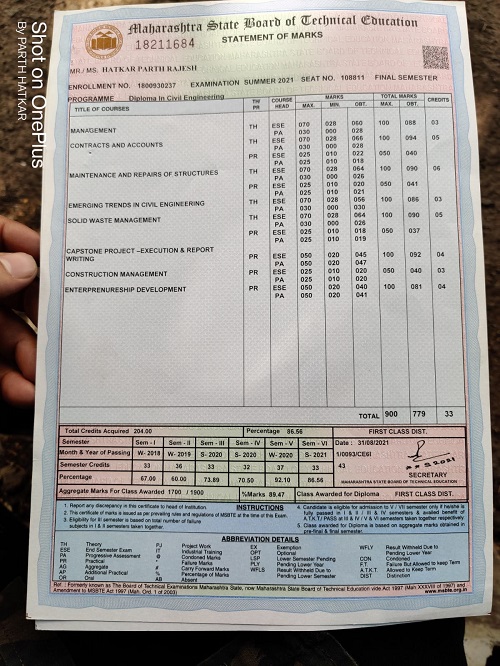 Maharashtra State Board of Technical Education
18211684
STATEMENT OF MARKS
MR./ MS. HATKAR PARTH RAJESH
ENROLLMENT NO. 1800930237 EXAMINATION SUMMER 2021 SEAT NO. 108811 FINAL SEMESTER
PROGRAMME Diploma In Civil Engineering
TITLE OF COURSES TH/ PR COURSE HEAD MARKS MAX. MIN. OBT. TOTAL MARKS MAX. OBT. CREDITS
MANAGEMENT TH ESE 070 028 060 100 088 03
PA 030 000 028
CONTRACTS AND ACCOUNTS TH ESE 070 028 066 100 094 05
PA 030 000 028
PR ESE 025 010 022 050 040
PA 025 010 018
MAINTENANCE AND REPAIRS OF STRUCTURES TH ESE 070 028 064 100 090 06
PA 030 000 026
PR ESE 025 010 020 050 041
PA 025 010 021
EMERGING TRENDS IN CIVIL ENGINEERING TH ESE 070 028 056 100 086 03
PA 030 000 030
SOLID WASTE MANAGEMENT TH ESE 070 028 064 100 090 05
PA 030 000 026
PR ESE 025 010 018 050 037
PA 025 010 019
CAPSTONE PROJECT –EXECUTION & REPORT WRITING PR ESE 050 020 045 100 092 04
PA 050 020 047
CONSTRUCTION MANAGEMENT PR ESE 025 010 020 050 040 03
PA 025 010 020
ENTERPRENURESHIP DEVELOPMENT PR ESE 050 020 040 100 081 04
PA 050 020 041
TOTAL 900 779 33
Total Credits Acquired 204.00 Percentage 86.56 FIRST CLASS DIST.
Semester Sem - I Sem - II Sem - III Sem - IV Sem - V Sem - VI
Month & Year of Passing W- 2018 W- 2019 S- 2020 S- 2020 W- 2020 S- 2021
Semester Credits 33 36 33 32 37 33
Percentage 67.00 60.00 73.89 70.50 92.10 86.56
Date : 31/08/2021
1/0093/CE6I
43
SECRETARY
MAHARASHTRA STATE BOARD OF TECHNICAL EDUCATION
Aggregate Marks For Class Awarded 1700 / 1900 %Marks 89.47 Class Awarded for Diploma FIRST CLASS DIST.
INSTRUCTIONS
1. Report any discrepancy in this certificate to head of Institution.
2. The certificate of marks is issued as per prevailing rules and regulations of MSBTE at the time of this Exam.
3. Eligibility for III semester is based on total number of failure subjects in I & II semesters taken together.
4. Candidate is eligible for admission to V / VII semester only if he/she is fully passed in I & II / III & IV semesters & availed benefit of A.T.K.T./ PASS at III & IV / V & VI semesters taken together respectively
5. Class awarded for Diploma is based on aggregate marks obtained in pre-final & final semester.
ABBREVIATION DETAILS
TH Theory
ESE End Semester Exam
PA Progressive Assessment
PR Practical
AG Aggregate
AP Additional Practical
OR Oral
PJ Project Work
IT Industrial Training
@ Condoned Marks
* Failure Marks
# Carry Forward Marks
% Percentage of Marks
AB Absent
EX Exemption
OPT Optional
LSP Lower Semester Pending
PLY Pending Lower Year
WFLS Result Withheld Due to Pending Lower Semester
WFLY Result Withheld Due to Pending Lower Year
CON. Condoned
F.T. Failure But Allowed to Keep Term
A.T.K.T. Allowed to Keep Term
DIST Distinction
Ref. : Formerly known as The Board of Technical Examinations Maharashtra State, now Maharashtra State Board of Technical Education vide Act 1997 (Mah XXXVIII of 1997) and Amendment to MSBTE Act 1997 (Mah. Ord. 1 of 2003)
www.msbte.org.in
Shot on OnePlus
By PARTH HATKAR